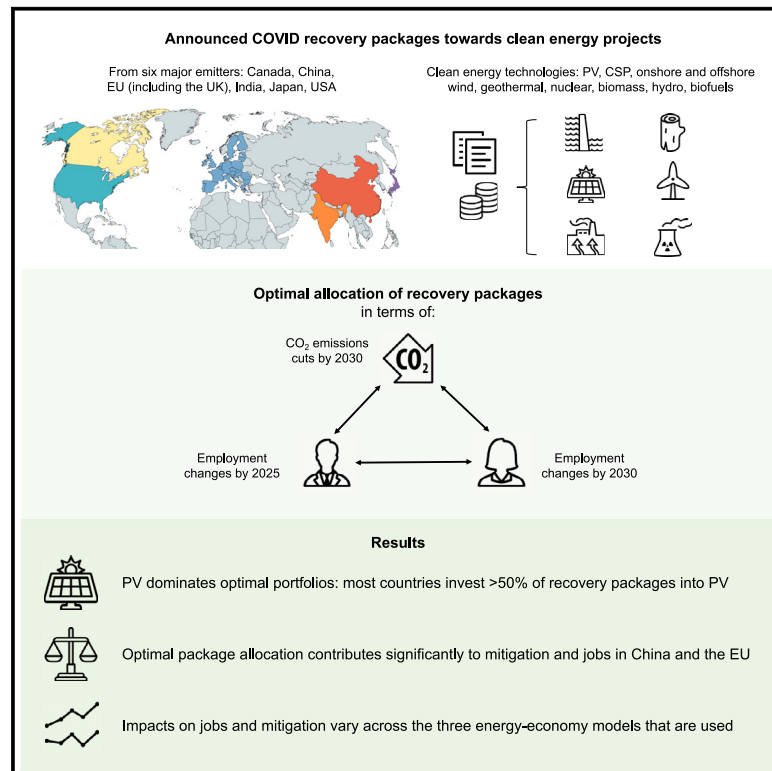 Announced COVID recovery packages towards clean energy projects
From six major emitters: Canada, China,
EU (including the UK), India, Japan, USA
Clean energy technologies: PV, CSP, onshore and offshore
wind, geothermal, nuclear, biomass, hydro, biofuels
Optimal allocation of recovery packages
in terms of:
CO₂ emissions
cuts by 2030
CO₂
Employment
changes by 2025
Employment
changes by 2030
Results
PV dominates optimal portfolios: most countries invest >50% of recovery packages into PV
Optimal package allocation contributes significantly to mitigation and jobs in China and the EU
Impacts on jobs and mitigation vary across the three energy-economy models that are used